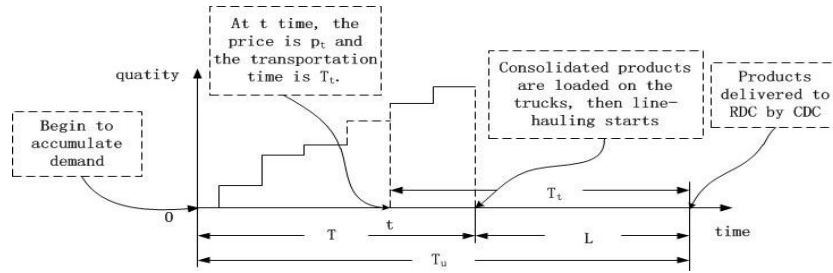 At t time, the
price is pt and
the transportation
time is Tt.
quatity
Consolidated products
are loaded on the
trucks, then line-
hauling starts
Products
delivered to
RDC by CDC
Begin to
accumulate
demand
Tt
0
t
time
T
L
Tu